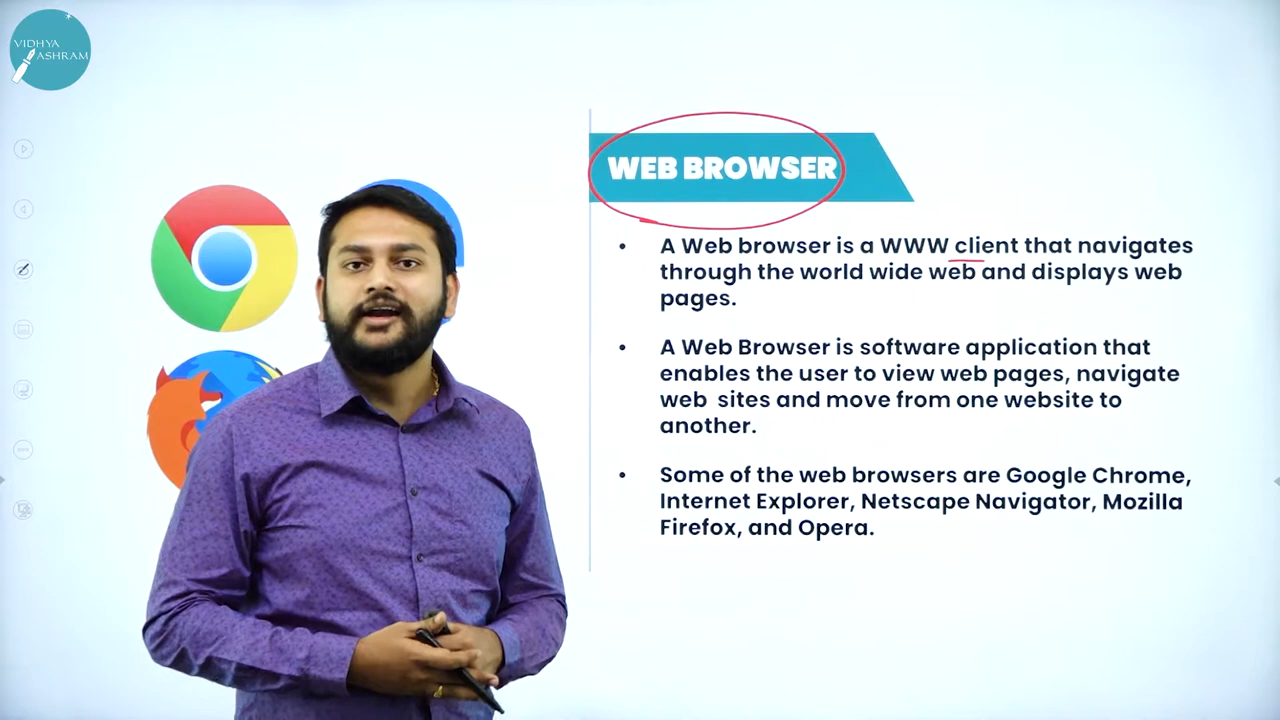 VIDHYA
ASHRAM
WEB BROWSER
• A Web browser is a WWW client that navigates
through the world wide web and displays web
pages.
• A Web Browser is software application that
enables the user to view web pages, navigate
web sites and move from one website to
another.
• Some of the web browsers are Google Chrome,
Internet Explorer, Netscape Navigator, Mozilla
Firefox, and Opera.